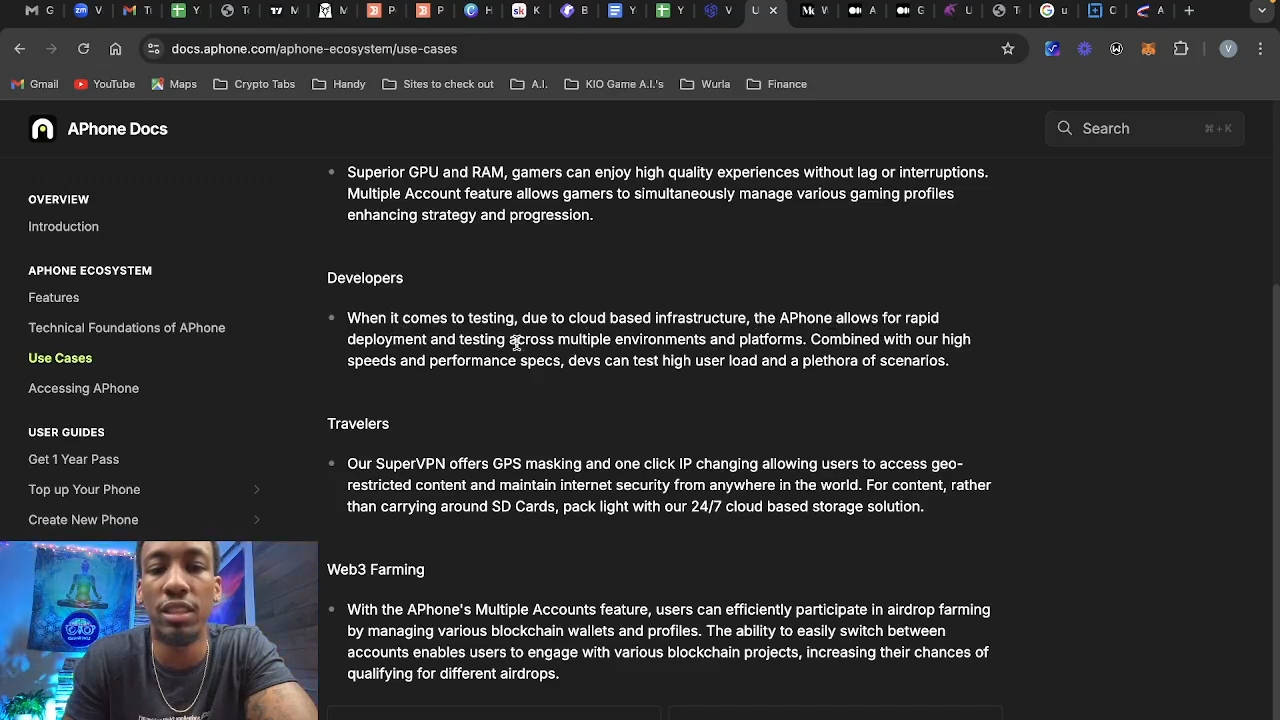 G
V
T
Y
T
M
M
P
P
H
K
B
Y
Y
V
U
W
A
G
U
T
u
C
A
docs.aphone.com/aphone-ecosystem/use-cases
V
Gmail
YouTube
Maps
Crypto Tabs
Handy
Sites to check out
A.I.
KIO Game A.I.'s
Wurla
Finance
APhone Docs
Search
⌘ + K
OVERVIEW
Introduction
APHONE ECOSYSTEM
Features
Technical Foundations of APhone
Use Cases
Accessing APhone
USER GUIDES
Get 1 Year Pass
Top up Your Phone
Create New Phone
Superior GPU and RAM, gamers can enjoy high quality experiences without lag or interruptions.
Multiple Account feature allows gamers to simultaneously manage various gaming profiles
enhancing strategy and progression.
Developers
When it comes to testing, due to cloud based infrastructure, the APhone allows for rapid
deployment and testing across multiple environments and platforms. Combined with our high
speeds and performance specs, devs can test high user load and a plethora of scenarios.
Travelers
Our SuperVPN offers GPS masking and one click IP changing allowing users to access geo-
restricted content and maintain internet security from anywhere in the world. For content, rather
than carrying around SD Cards, pack light with our 24/7 cloud based storage solution.
Web3 Farming
With the APhone's Multiple Accounts feature, users can efficiently participate in airdrop farming
by managing various blockchain wallets and profiles. The ability to easily switch between
accounts enables users to engage with various blockchain projects, increasing their chances of
qualifying for different airdrops.